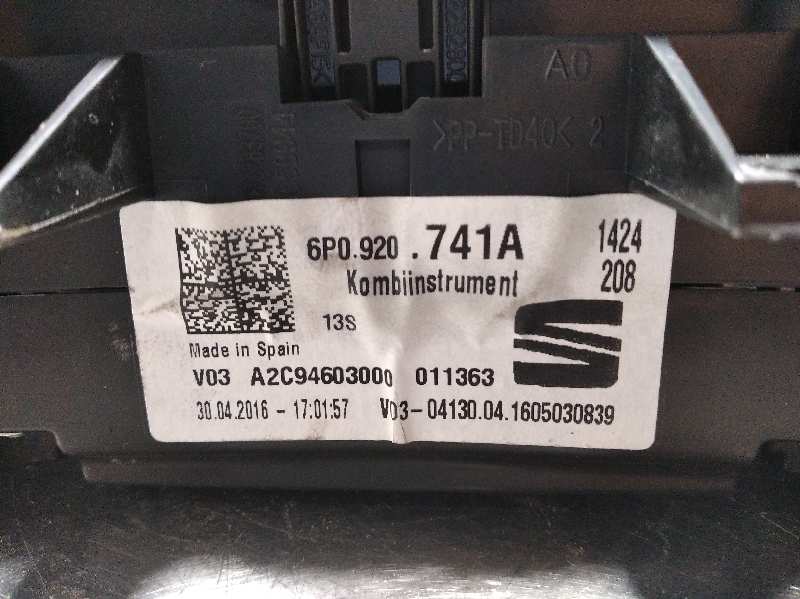 A0
>PP-TD40< 2
6P0.920 .741A 1424
Kombiinstrument 208
13S
Made in Spain
V03 A2C94603000 011363
30.04.2016 - 17:01:57 V03-04130.04.1605030839